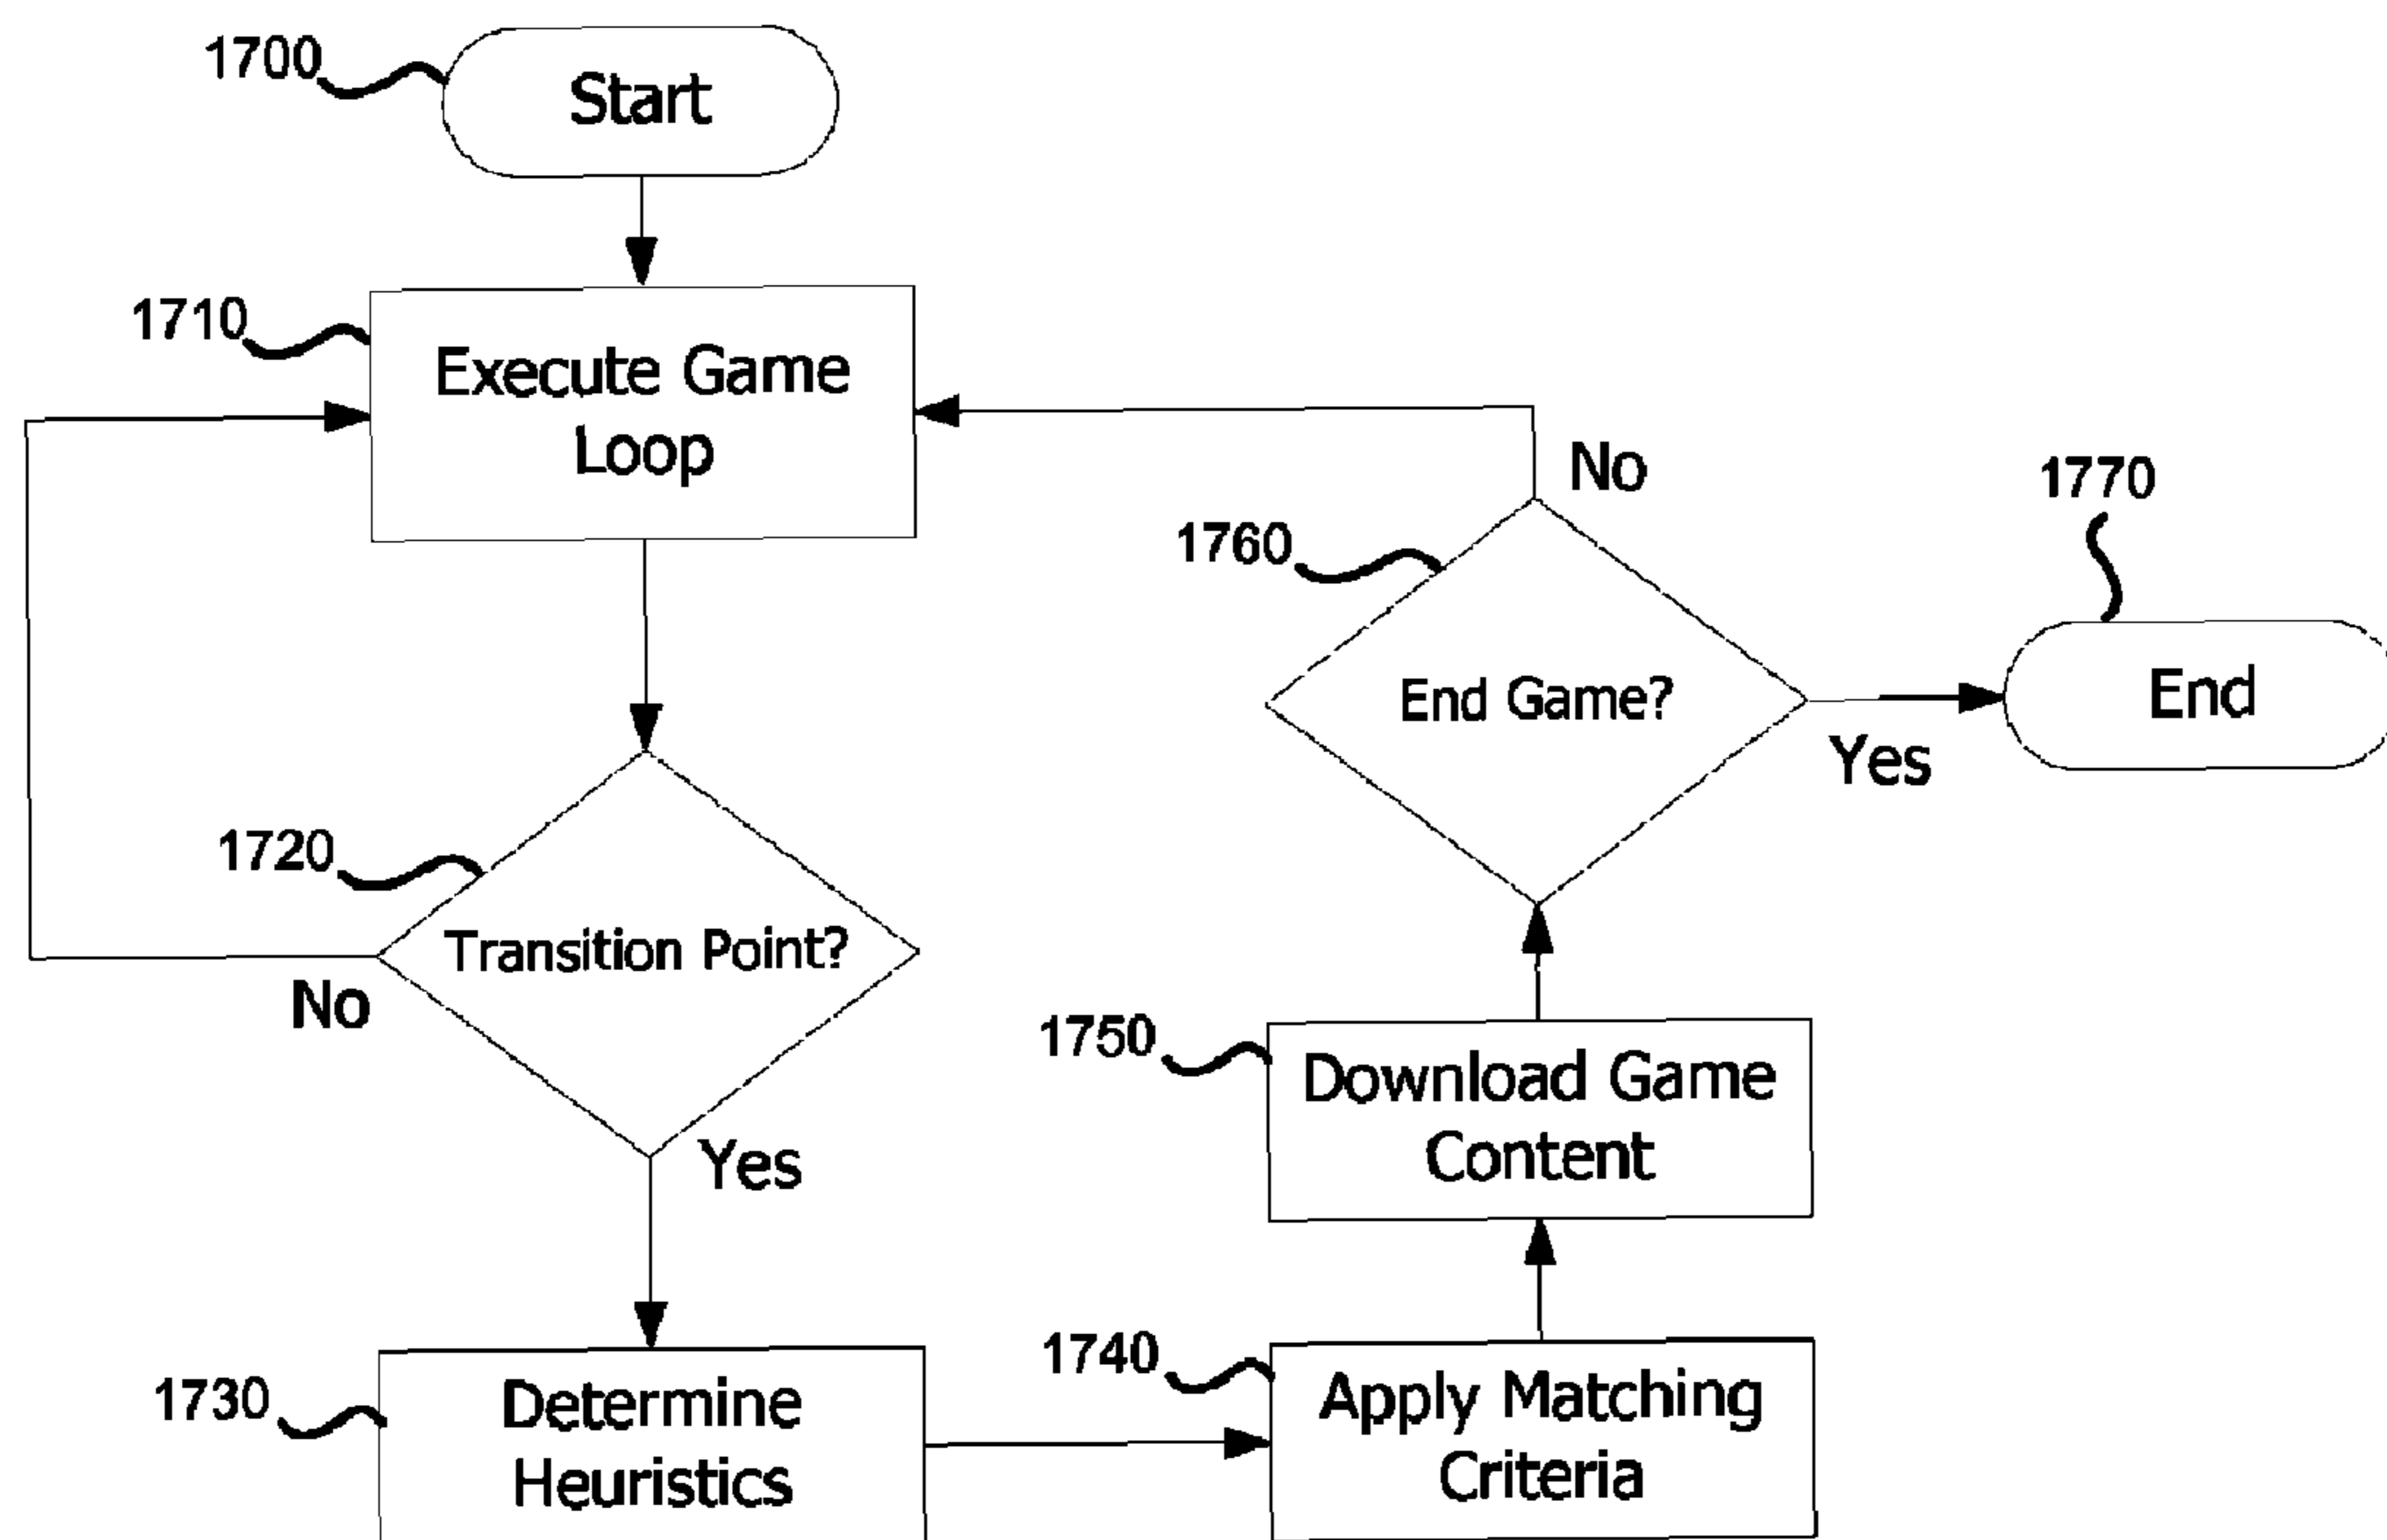 1700
Start
1710
Execute Game
Loop
1720
Transition Point?
No
Yes
1730
Determine
Heuristics
1740
Apply Matching
Criteria
1750
Download Game
Content
1760
End Game?
No
Yes
1770
End